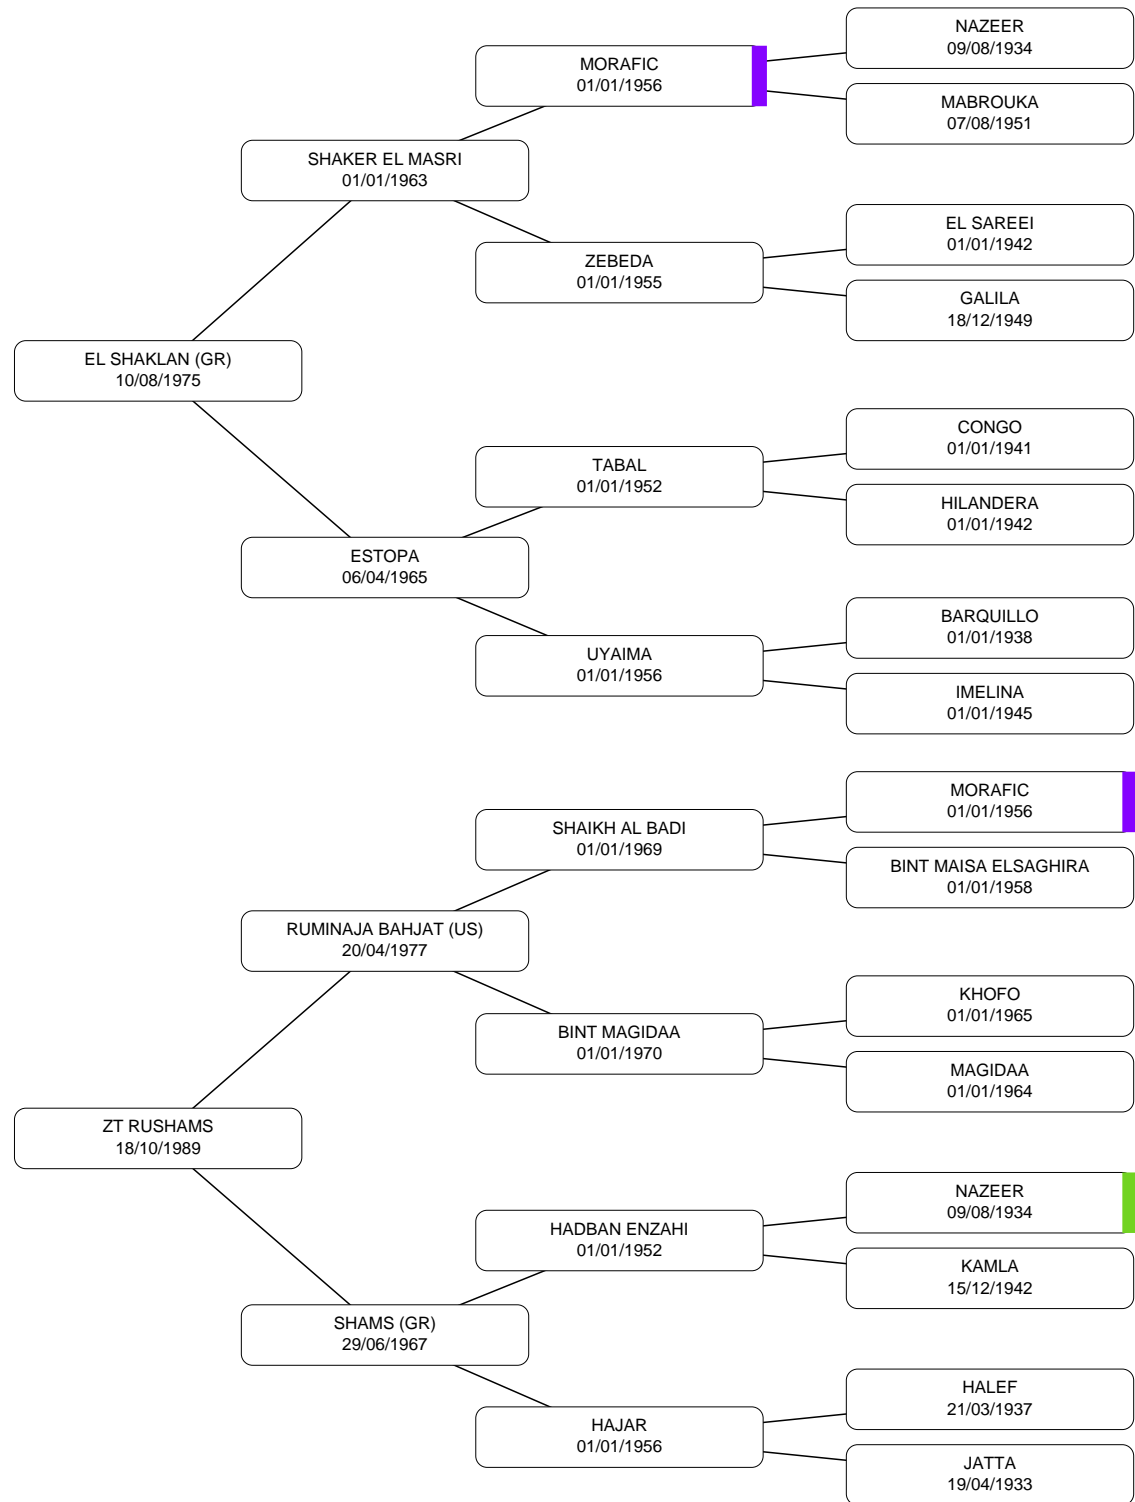 NAZEER
09/08/1934
MORAFIC
01/01/1956
MABROUKA
07/08/1951
SHAKER EL MASRI
01/01/1963
EL SAREEI
01/01/1942
ZEBEDA
01/01/1955
GALILA
18/12/1949
EL SHAKLAN (GR)
10/08/1975
CONGO
01/01/1941
TABAL
01/01/1952
HILANDERA
01/01/1942
ESTOPA
06/04/1965
BARQUILLO
01/01/1938
UYAIMA
01/01/1956
IMELINA
01/01/1945
MORAFIC
01/01/1956
SHAIKH AL BADI
01/01/1969
BINT MAISA ELSAGHIRA
01/01/1958
RUMINAJA BAHJAT (US)
20/04/1977
KHOFO
01/01/1965
BINT MAGIDAA
01/01/1970
MAGIDAA
01/01/1964
ZT RUSHAMS
18/10/1989
NAZEER
09/08/1934
HADBAN ENZAHI
01/01/1952
KAMLA
15/12/1942
SHAMS (GR)
29/06/1967
HALEF
21/03/1937
HAJAR
01/01/1956
JATTA
19/04/1933